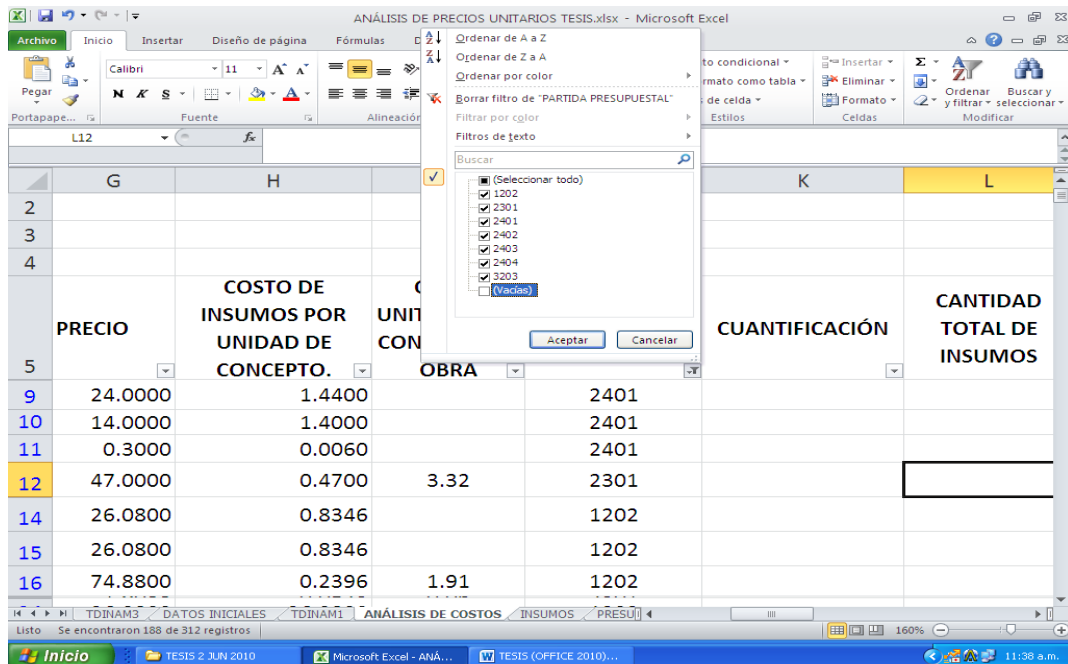 ANÁLISIS DE PRECIOS UNITARIOS TESIS.xlsx - Microsoft Excel
Archivo Inicio Insertar Diseño de página Fórmulas
Pegar
Calibri 11
N K S
Portapape... Fuente Alineación
to condicional
rmato como tabla
de celda
Estilos
Insertar
Eliminar
Formato
Celdas
Ordenar y filtrar
Buscar y seleccionar
Modificar
L12 fx
Ordenar de A a Z
Ordenar de Z a A
Ordenar por color
Borrar filtro de "PARTIDA PRESUPUESTAL"
Filtrar por color
Filtros de texto
Buscar
(Seleccionar todo)
1202
2301
2401
2402
2403
2404
3203
(Vacías)
Aceptar Cancelar
G H K L
2
3
4
5 PRECIO COSTO DE INSUMOS POR UNIDAD DE CONCEPTO. OBRA CUANTIFICACIÓN CANTIDAD TOTAL DE INSUMOS
9 24.0000 1.4400 2401
10 14.0000 1.4000 2401
11 0.3000 0.0060 2401
12 47.0000 0.4700 3.32 2301
14 26.0800 0.8346 1202
15 26.0800 0.8346 1202
16 74.8800 0.2396 1.91 1202
TDINAM3 DATOS INICIALES TDINAM1 ANÁLISIS DE COSTOS INSUMOS PRESU
Listo Se encontraron 188 de 312 registros 160%
Inicio TESIS 2 JUN 2010 Microsoft Excel - ANÁ... TESIS (OFFICE 2010)... 11:38 a.m.